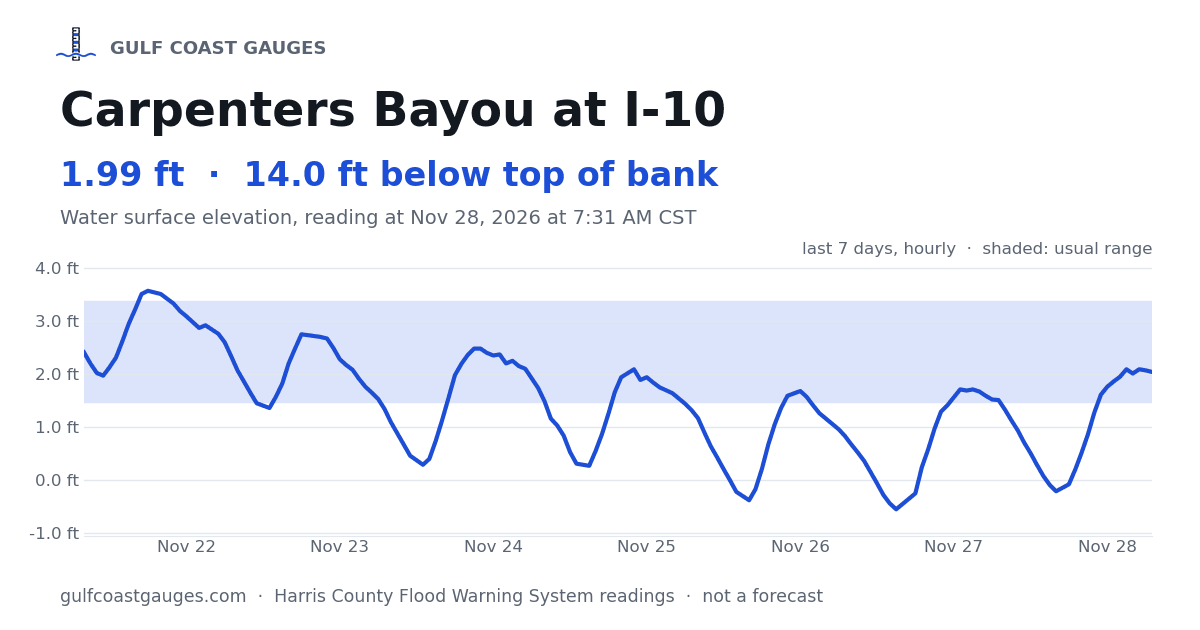 GULF COAST GAUGES
Carpenters Bayou at I-10
1.99 ft · 14.0 ft below top of bank
Water surface elevation, reading at Nov 28, 2026 at 7:31 AM CST
last 7 days, hourly · shaded: usual range
4.0 ft
3.0 ft
2.0 ft
1.0 ft
0.0 ft
-1.0 ft
Nov 22 Nov 23 Nov 24 Nov 25 Nov 26 Nov 27 Nov 28
gulfcoastgauges.com · Harris County Flood Warning System readings · not a forecast